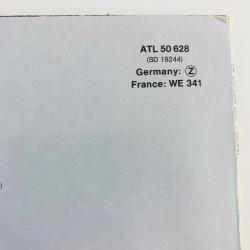 ATL 50 628
(SD 19244)
Germany: Ⓩ
France: WE 341
)